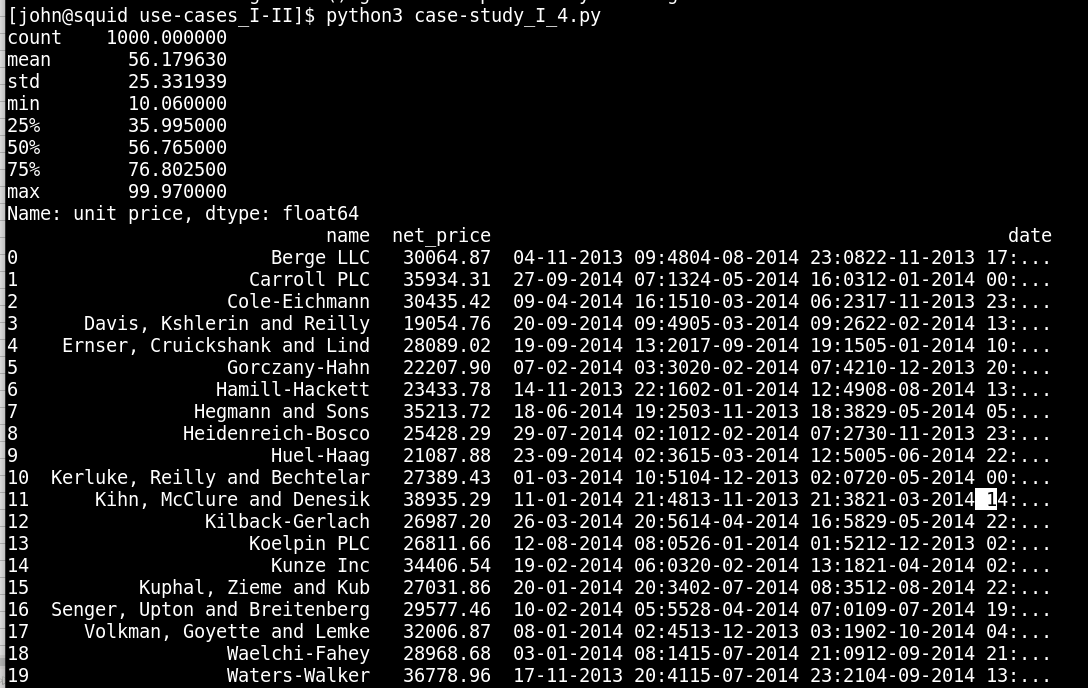 [john@squid use-cases_I-II]$ python3 case-study_I_4.py
count    1000.000000
mean       56.179630
std        25.331939
min        10.060000
25%        35.995000
50%        56.765000
75%        76.802500
max        99.970000
Name: unit price, dtype: float64
                             name  net_price                                               date
0                       Berge LLC   30064.87  04-11-2013 09:4804-08-2014 23:0822-11-2013 17:...
1                     Carroll PLC   35934.31  27-09-2014 07:1324-05-2014 16:0312-01-2014 00:...
2                   Cole-Eichmann   30435.42  09-04-2014 16:1510-03-2014 06:2317-11-2013 23:...
3      Davis, Kshlerin and Reilly   19054.76  20-09-2014 09:4905-03-2014 09:2622-02-2014 13:...
4    Ernser, Cruickshank and Lind   28089.02  19-09-2014 13:2017-09-2014 19:1505-01-2014 10:...
5                   Gorczany-Hahn   22207.90  07-02-2014 03:3020-02-2014 07:4210-12-2013 20:...
6                  Hamill-Hackett   23433.78  14-11-2013 22:1602-01-2014 12:4908-08-2014 13:...
7                Hegmann and Sons   35213.72  18-06-2014 19:2503-11-2013 18:3829-05-2014 05:...
8               Heidenreich-Bosco   25428.29  29-07-2014 02:1012-02-2014 07:2730-11-2013 23:...
9                       Huel-Haag   21087.88  23-09-2014 02:3615-03-2014 12:5005-06-2014 22:...
10  Kerluke, Reilly and Bechtelar   27389.43  01-03-2014 10:5104-12-2013 02:0720-05-2014 00:...
11      Kihn, McClure and Denesik   38935.29  11-01-2014 21:4813-11-2013 21:3821-03-2014 14:...
12                Kilback-Gerlach   26987.20  26-03-2014 20:5614-04-2014 16:5829-05-2014 22:...
13                    Koelpin PLC   26811.66  12-08-2014 08:0526-01-2014 01:5212-12-2013 02:...
14                      Kunze Inc   34406.54  19-02-2014 06:0320-02-2014 13:1821-04-2014 02:...
15          Kuphal, Zieme and Kub   27031.86  20-01-2014 20:3402-07-2014 08:3512-08-2014 22:...
16  Senger, Upton and Breitenberg   29577.46  10-02-2014 05:5528-04-2014 07:0109-07-2014 19:...
17     Volkman, Goyette and Lemke   32006.87  08-01-2014 02:4513-12-2013 03:1902-10-2014 04:...
18                  Waelchi-Fahey   28968.68  03-01-2014 08:1415-07-2014 21:0912-09-2014 21:...
19                  Waters-Walker   36778.96  17-11-2013 20:4115-07-2014 23:2104-09-2014 13:...